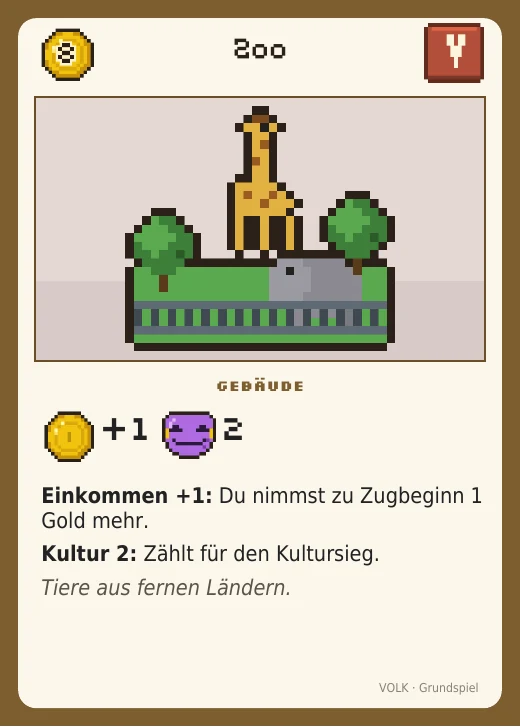 8
Zoo
V
GEBÄUDE
+1 2
Einkommen +1: Du nimmst zu Zugbeginn 1
Gold mehr.
Kultur 2: Zählt für den Kultursieg.
Tiere aus fernen Ländern.
VOLK · Grundspiel